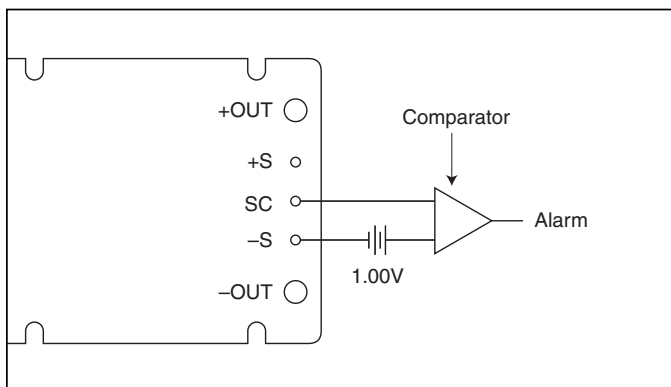 +OUT
Comparator
+S
SC
Alarm
–S
1.00V
–OUT